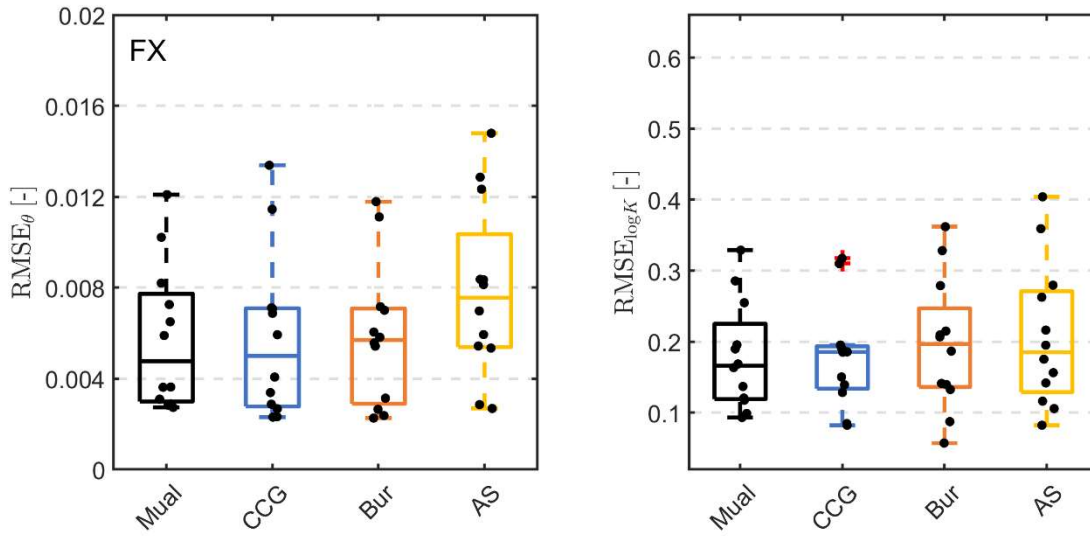 0.02
FX
0.016
0.012
0.008
0.004
0
RMSEθ [-]
Mual
CCG
Bur
AS
0.6
0.5
0.4
0.3
0.2
0.1
RMSElogK [-]
Mual
CCG
Bur
AS